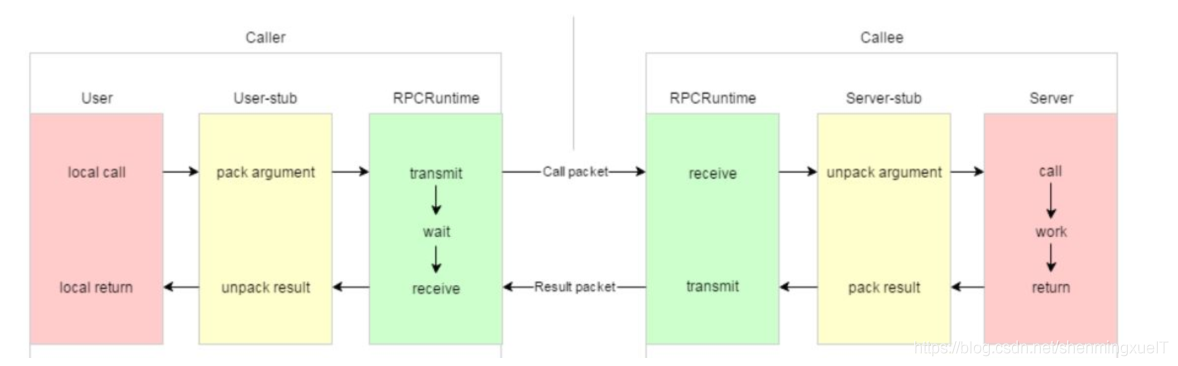 Caller
Callee
User
User-stub
RPCRuntime
RPCRuntime
Server-stub
Server
local call
pack argument
transmit
Call packet
receive
unpack argument
call
wait
work
local return
unpack result
receive
Result packet
transmit
pack result
return
https://blog.csdn.net/shenmingxueIT